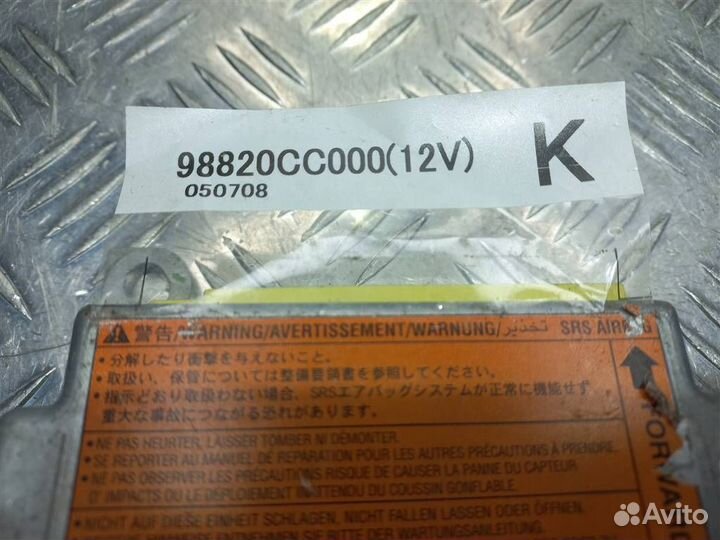 98820CC000(12V)
K
050708
警告/WARNING/AVERTISSEMENT/WARNUNG/تحذير/ SRS AIRBAG
・分解したり衝撃を与えないこと。
・取扱い、保管については整備要領書を参照してください。
・指示どおり取扱わない場合、SRSエアバッグシステムが正常に機能せず、
重大な事故につながる恐れがあります。
• NE PAS HEURTER, LAISSER TOMBER NI DÉMONTER.
• SE REPORTER AU MANUEL DE RÉPARATION POUR LES AUTRES PRÉCAUTIONS À PRENDRE.
• NE PAS OBSERVER LES PRÉCAUTIONS RISQUE DE CAUSER LA PANNE DU CAPTEUR
D' IMPACTS OU LE DÉPLOIEMENT INATTENDU DU COUSSIN GONFLABLE.
• NICHT AUF DIESE EINHEIT SCHLAGEN, NICHT FALLEN LASSEN ODER ÖFFNEN.
BITTE DER WARTUNGSANLEITUNG.
FORWA
Avito